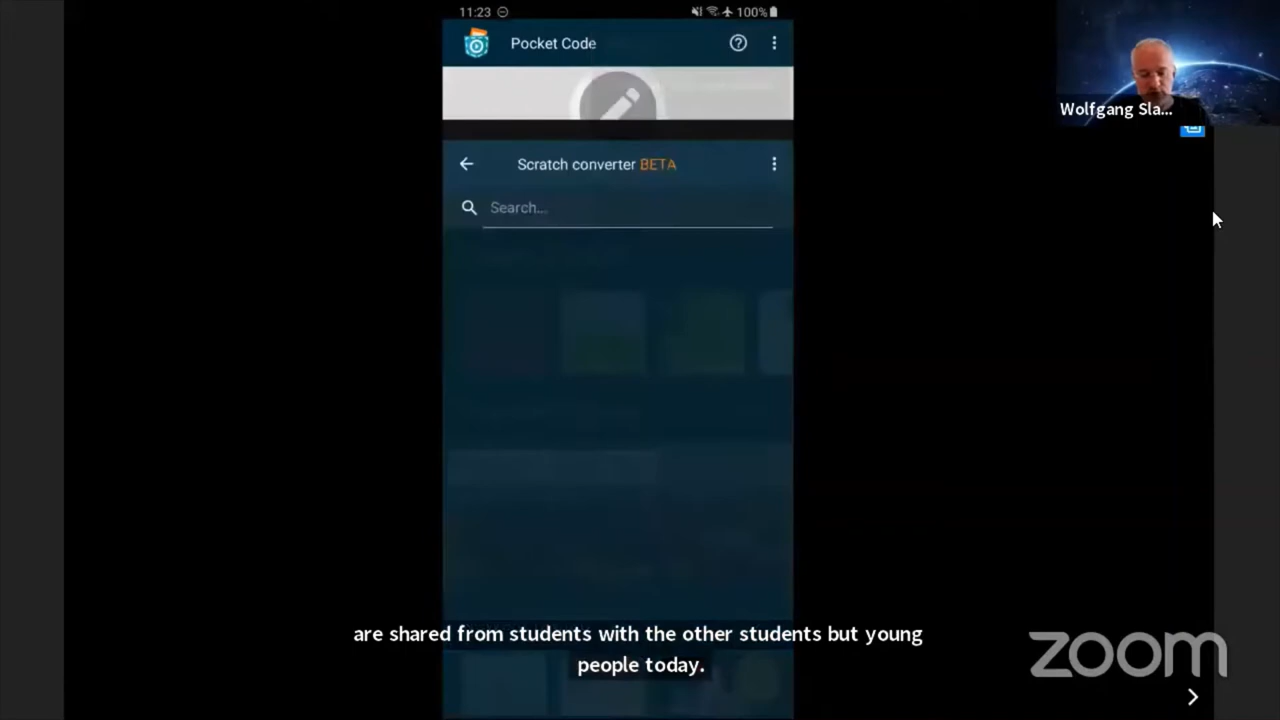 11:23
100%
Pocket Code
Wolfgang Sla...
Scratch converter BETA
Search...
are shared from students with the other students but young
people today.
zoom